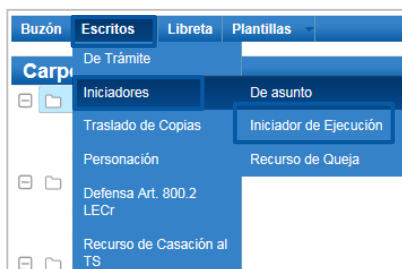 Buzón Escritos Libreta Plantillas
De Trámite
Carp
Iniciadores De asunto
Traslado de Copias Iniciador de Ejecución
Personación Recurso de Queja
Defensa Art. 800.2
LECr
Recurso de Casación al
TS